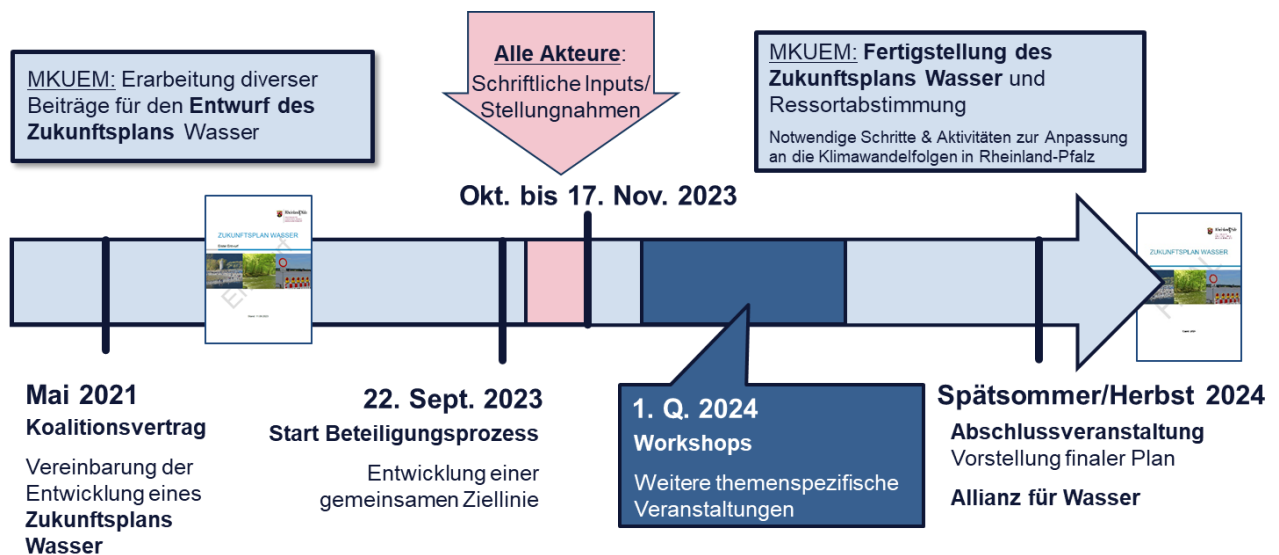 MKUEM: Erarbeitung diverser
Beiträge für den Entwurf des
Zukunftsplans Wasser
Alle Akteure:
Schriftliche Inputs/
Stellungnahmen
MKUEM: Fertigstellung des
Zukunftsplans Wasser und
Ressortabstimmung
Notwendige Schritte & Aktivitäten zur Anpassung
an die Klimawandelfolgen in Rheinland-Pfalz
Okt. bis 17. Nov. 2023
RheinlandPfalz
ZUKUNFTSPLAN WASSER
RheinlandPfalz
ZUKUNFTSPLAN WASSER
Mai 2021
Koalitionsvertrag
Vereinbarung der
Entwicklung eines
Zukunftsplans
Wasser
22. Sept. 2023
Start Beteiligungsprozess
Entwicklung einer
gemeinsamen Ziellinie
1. Q. 2024
Workshops
Weitere themenspezifische
Veranstaltungen
Spätsommer/Herbst 2024
Abschlussveranstaltung
Vorstellung finaler Plan
Allianz für Wasser